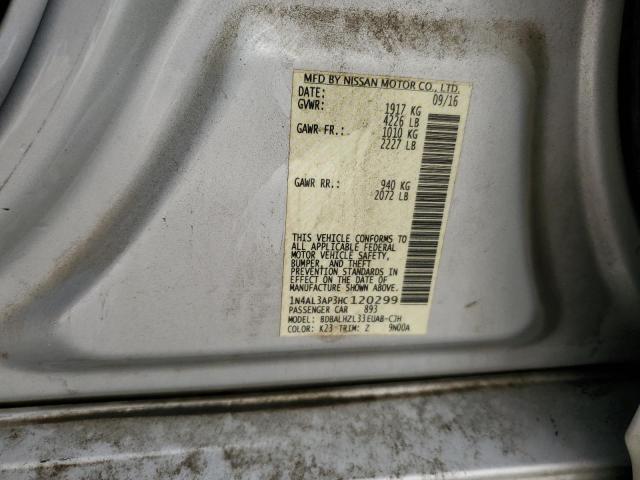 MFD BY NISSAN MOTOR CO., LTD.
DATE: 09/16
GVWR: 1917 KG
4226 LB
GAWR FR.: 1010 KG
2227 LB
GAWR RR.: 940 KG
2072 LB
THIS VEHICLE CONFORMS TO
ALL APPLICABLE FEDERAL
MOTOR VEHICLE SAFETY,
BUMPER, AND THEFT
PREVENTION STANDARDS IN
EFFECT ON THE DATE OF
MANUFACTURE SHOWN ABOVE.
1N4AL3AP3HC120299
PASSENGER CAR 893
MODEL: BDBALHZL33EUAB-CJH
COLOR: K23 TRIM: Z 9N00A